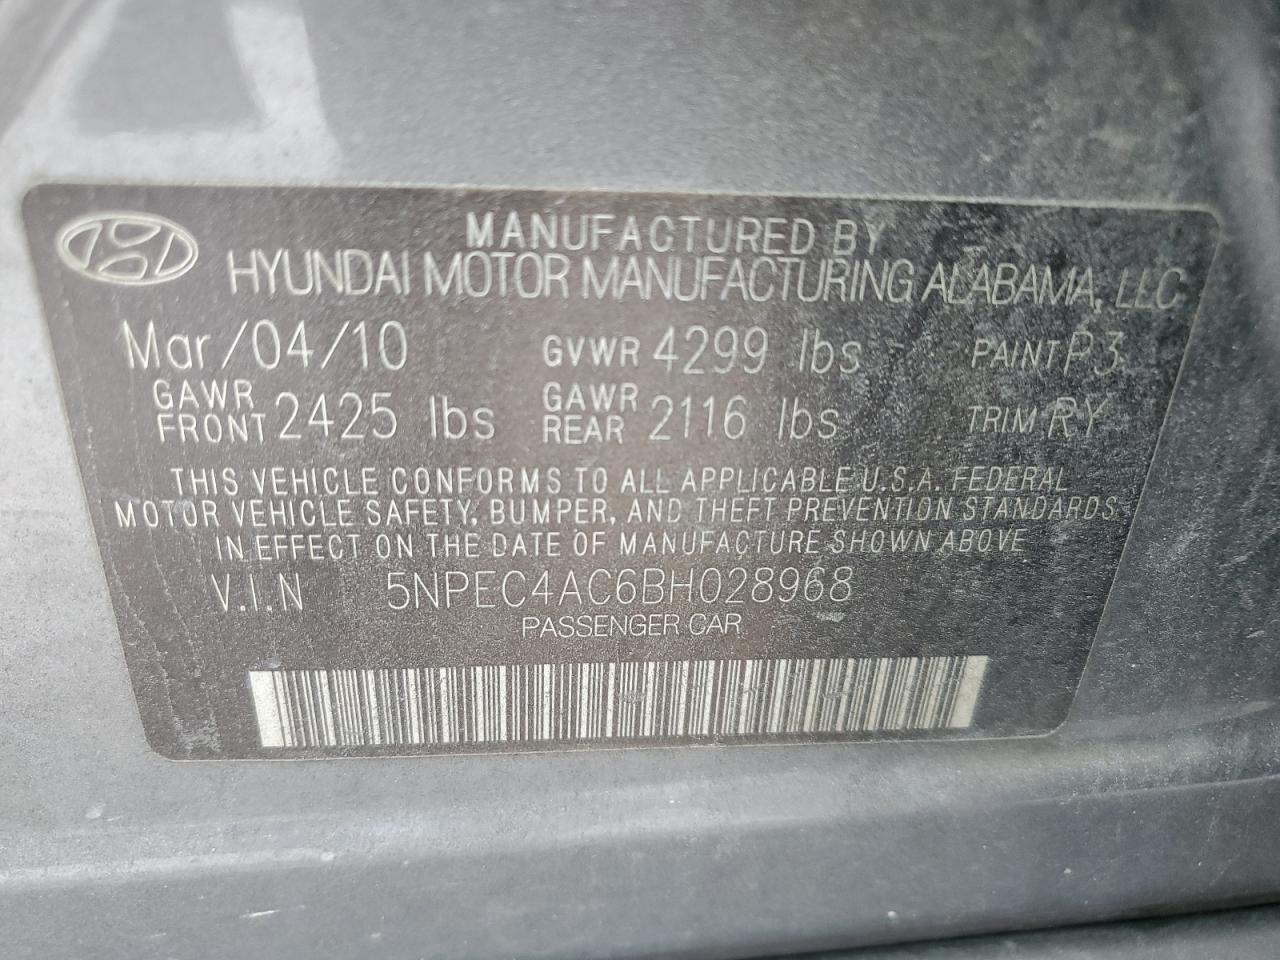 MANUFACTURED BY
HYUNDAI MOTOR MANUFACTURING ALABAMA, LLC
Mar/04/10 GVWR 4299 lbs PAINT P3
GAWR FRONT 2425 lbs GAWR REAR 2116 lbs TRIM RY
THIS VEHICLE CONFORMS TO ALL APPLICABLE U.S.A. FEDERAL
MOTOR VEHICLE SAFETY, BUMPER, AND THEFT PREVENTION STANDARDS
IN EFFECT ON THE DATE OF MANUFACTURE SHOWN ABOVE
V.I.N 5NPEC4AC6BH028968
PASSENGER CAR